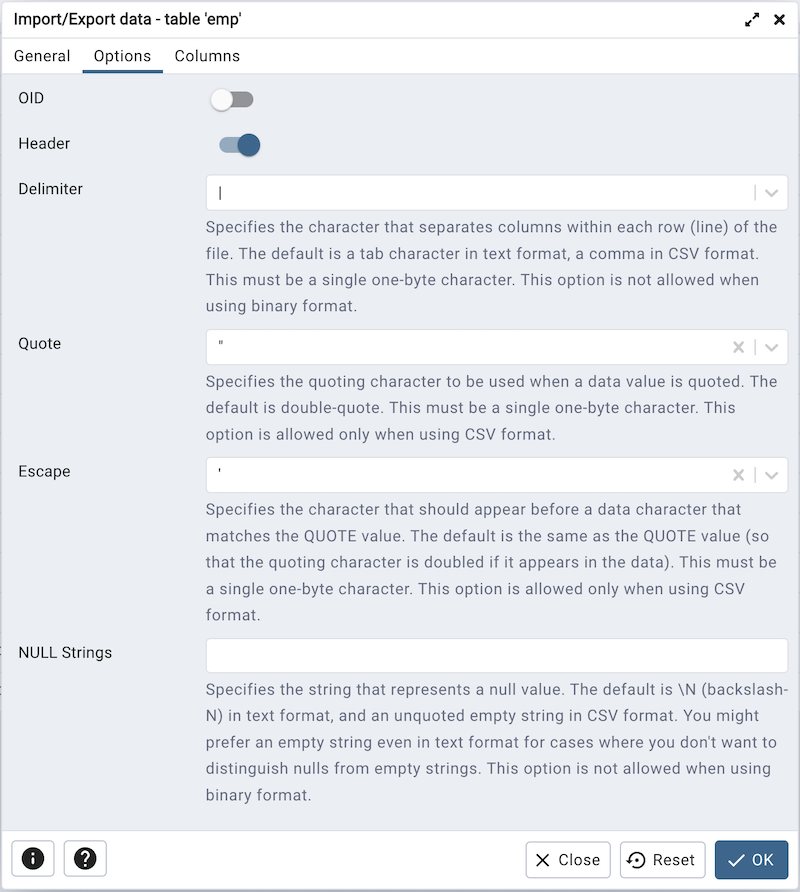 Import/Export data - table 'emp'
General Options Columns
OID
Header
Delimiter
|
Specifies the character that separates columns within each row (line) of the
file. The default is a tab character in text format, a comma in CSV format.
This must be a single one-byte character. This option is not allowed when
using binary format.
Quote
"
Specifies the quoting character to be used when a data value is quoted. The
default is double-quote. This must be a single one-byte character. This
option is allowed only when using CSV format.
Escape
'
Specifies the character that should appear before a data character that
matches the QUOTE value. The default is the same as the QUOTE value (so
that the quoting character is doubled if it appears in the data). This must be
a single one-byte character. This option is allowed only when using CSV
format.
NULL Strings
Specifies the string that represents a null value. The default is \N (backslash-
N) in text format, and an unquoted empty string in CSV format. You might
prefer an empty string even in text format for cases where you don't want to
distinguish nulls from empty strings. This option is not allowed when using
binary format.
Close Reset OK